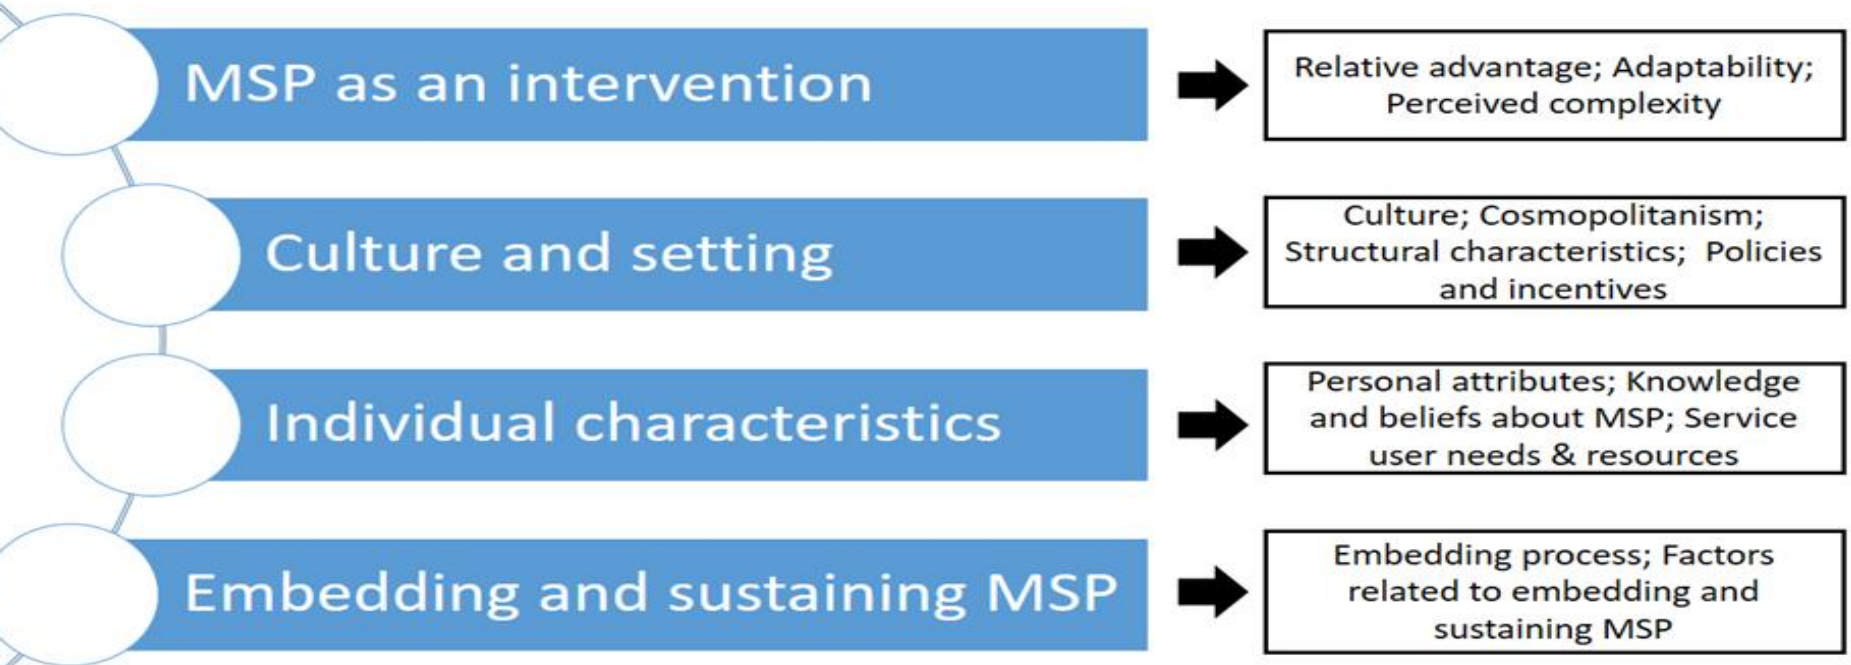 MSP as an intervention
Relative advantage; Adaptability;
Perceived complexity
Culture and setting
Culture; Cosmopolitanism;
Structural characteristics;  Policies
and incentives
Individual characteristics
Personal attributes; Knowledge
and beliefs about MSP; Service
user needs & resources
Embedding and sustaining MSP
Embedding process; Factors
related to embedding and
sustaining MSP